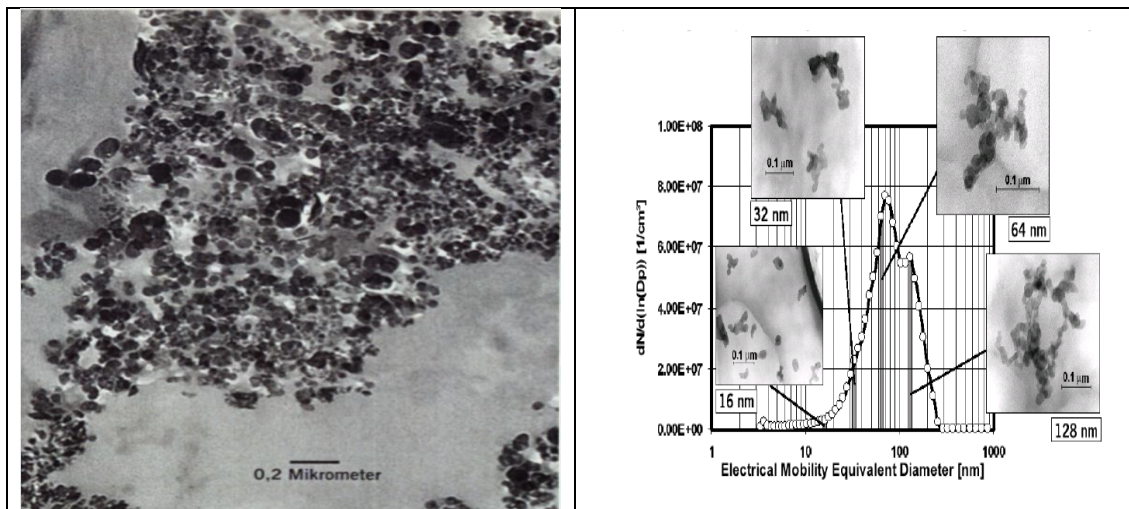 0,2 Mikrometer
0.1 µm
32 nm
0.1 µm
64 nm
0.1 µm
16 nm
0.1 µm
128 nm
dN/d(ln(Dp)) [1/cm³]
1.00E+08
8.00E+07
6.00E+07
4.00E+07
2.00E+07
0.00E+00
1
10
100
1000
Electrical Mobility Equivalent Diameter [nm]